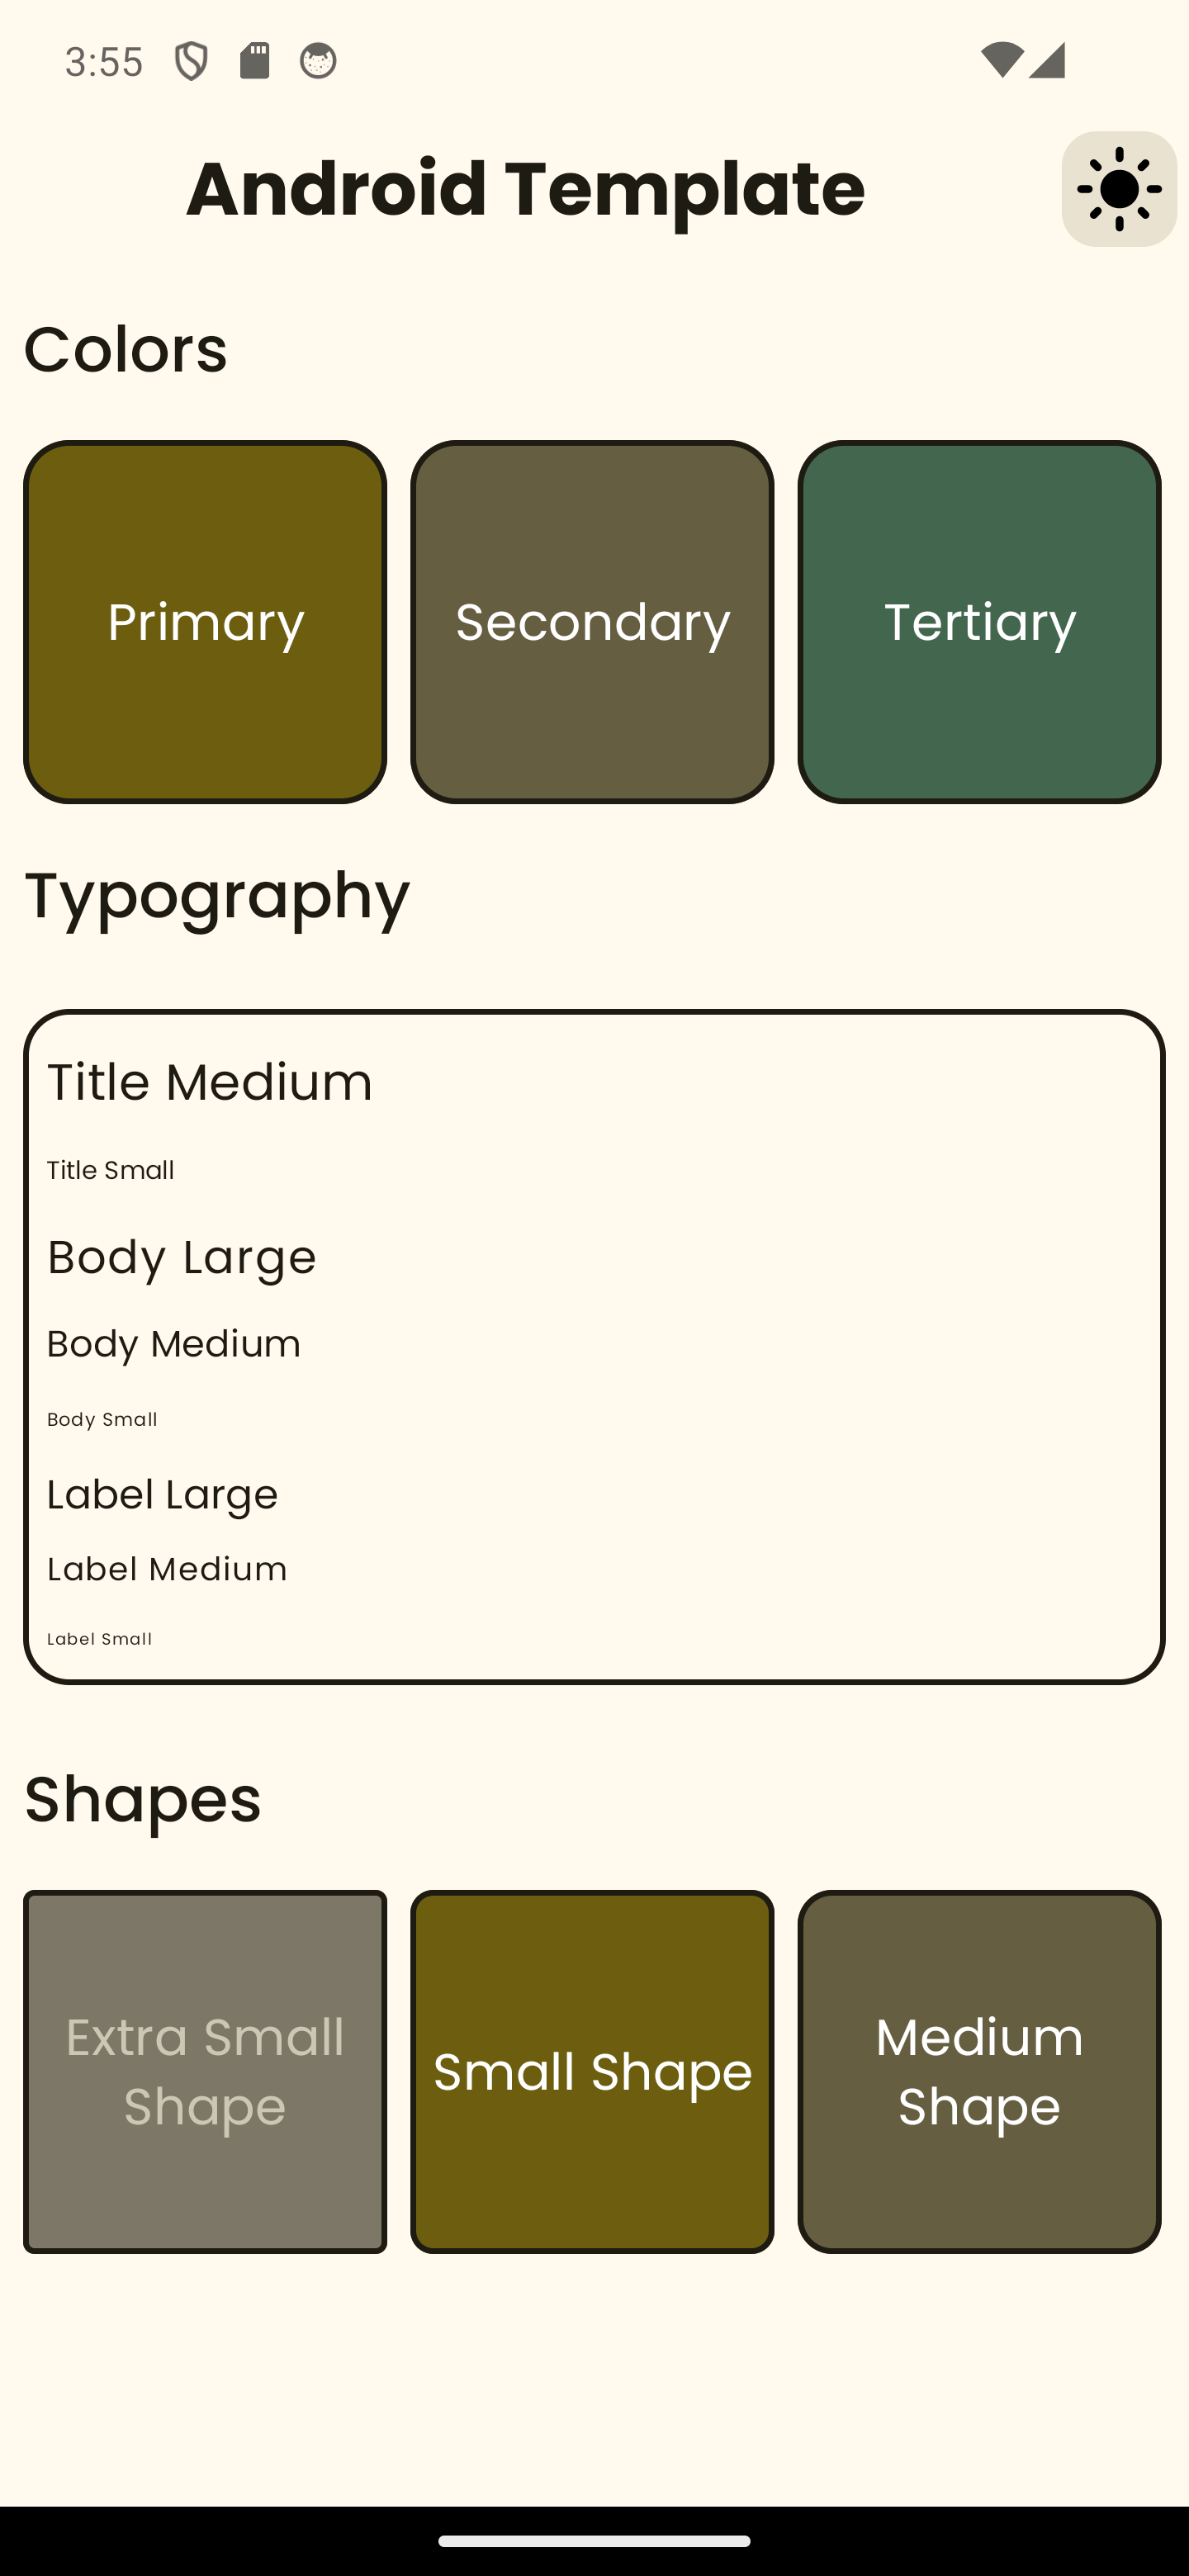 3:55
Android Template
Colors
Primary
Secondary
Tertiary
Typography
Title Medium
Title Small
Body Large
Body Medium
Body Small
Label Large
Label Medium
Label Small
Shapes
Extra Small
Shape
Small Shape
Medium
Shape